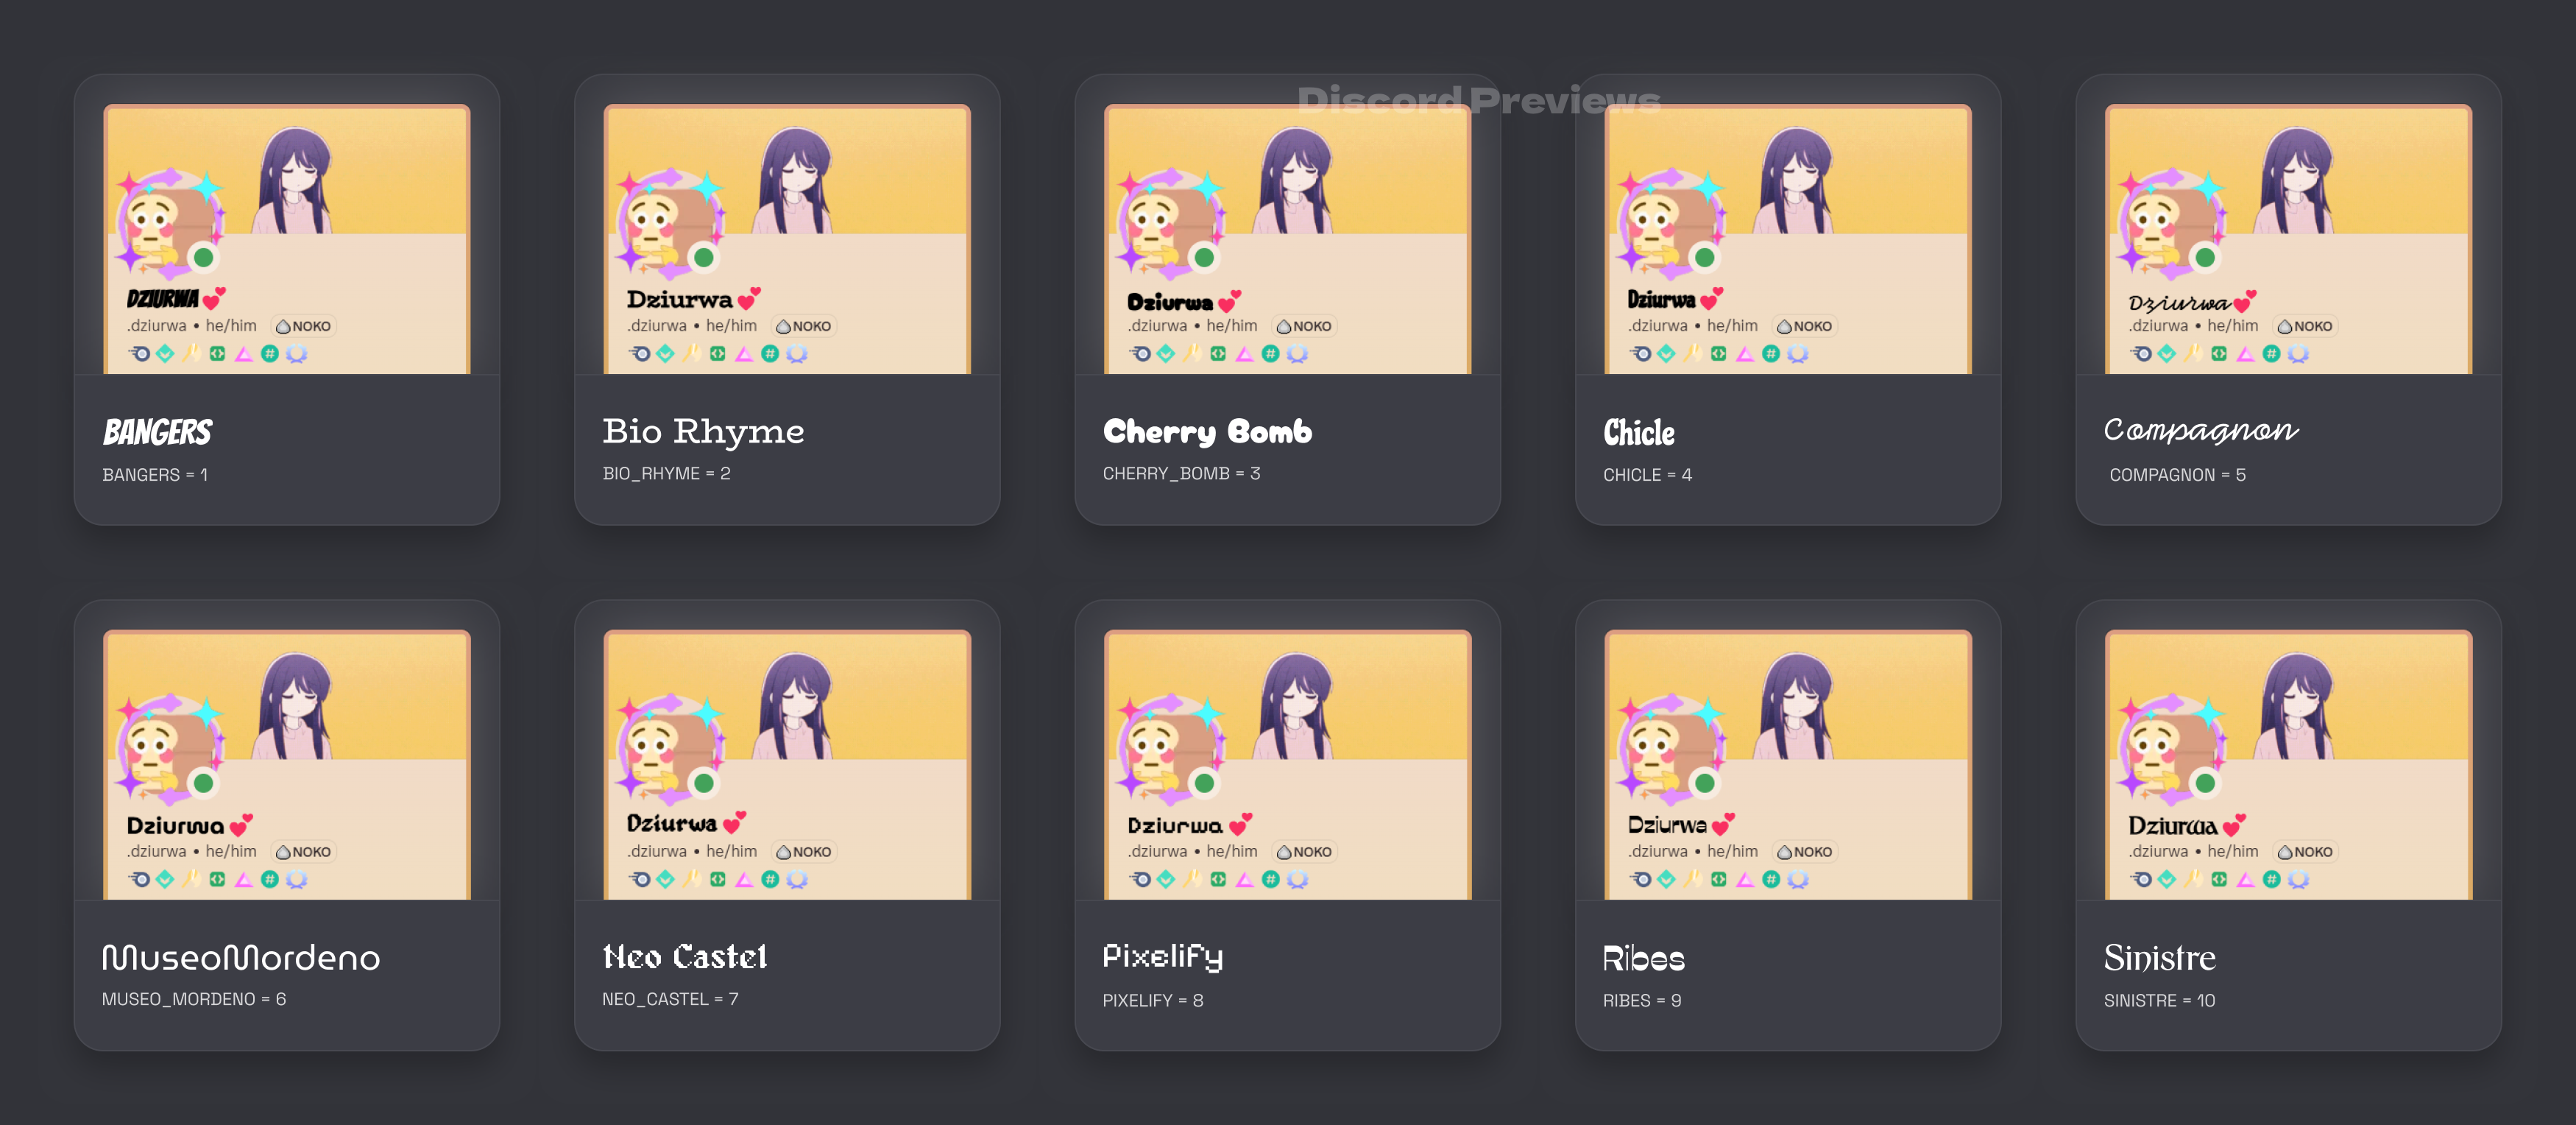 Discord Previews
DZIURWA
.dziurwa • he/him NOKO
BANGERS
BANGERS = 1
Dziurwa
.dziurwa • he/him NOKO
Bio Rhyme
BIO_RHYME = 2
Dziurwa
.dziurwa • he/him NOKO
Cherry Bomb
CHERRY_BOMB = 3
Dziurwa
.dziurwa • he/him NOKO
Chicle
CHICLE = 4
Dziurwa
.dziurwa • he/him NOKO
Compagnon
COMPAGNON = 5
Dziurwa
.dziurwa • he/him NOKO
MuseoMordeno
MUSEO_MORDENO = 6
Dziurwa
.dziurwa • he/him NOKO
Neo Castel
NEO_CASTEL = 7
Dziurwa
.dziurwa • he/him NOKO
Pixelify
PIXELIFY = 8
Dziurwa
.dziurwa • he/him NOKO
Ribes
RIBES = 9
Dziurwa
.dziurwa • he/him NOKO
Sinistre
SINISTRE = 10